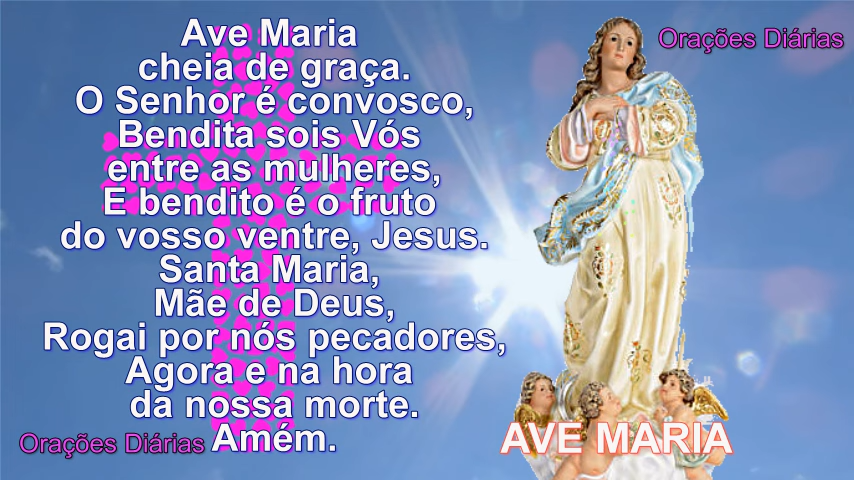 Ave Maria
cheia de graça.
O Senhor é convosco,
Bendita sois Vós
entre as mulheres,
E bendito é o fruto
do vosso ventre, Jesus.
Santa Maria,
Mãe de Deus,
Rogai por nós pecadores,
Agora e na hora
da nossa morte.
Amém.
Orações Diárias
Orações Diárias
AVE MARIA